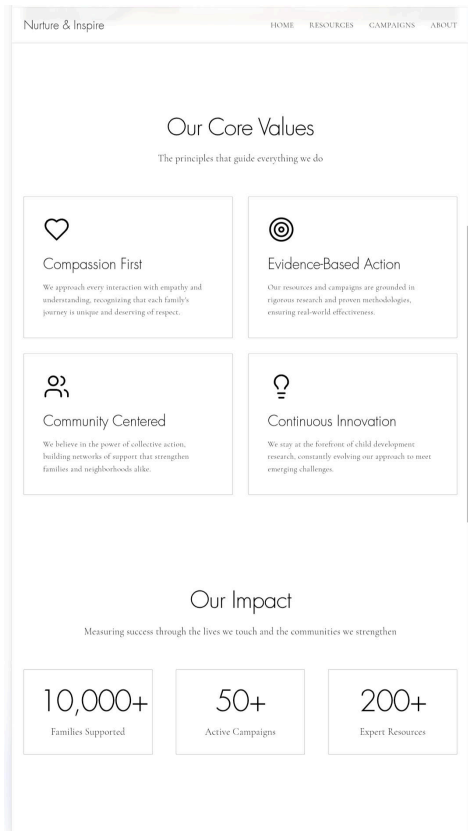 Nurture & Inspire
HOME RESOURCES CAMPAIGNS ABOUT
Our Core Values
The principles that guide everything we do
Compassion First
We approach every interaction with empathy and
understanding, recognizing that each family's
journey is unique and deserving of respect.
Evidence-Based Action
Our resources and campaigns are grounded in
rigorous research and proven methodologies,
ensuring real-world effectiveness.
Community Centered
We believe in the power of collective action,
building networks of support that strengthen
families and neighborhoods alike.
Continuous Innovation
We stay at the forefront of child development
research, constantly evolving our approach to meet
emerging challenges.
Our Impact
Measuring success through the lives we touch and the communities we strengthen
10,000+
Families Supported
50+
Active Campaigns
200+
Expert Resources